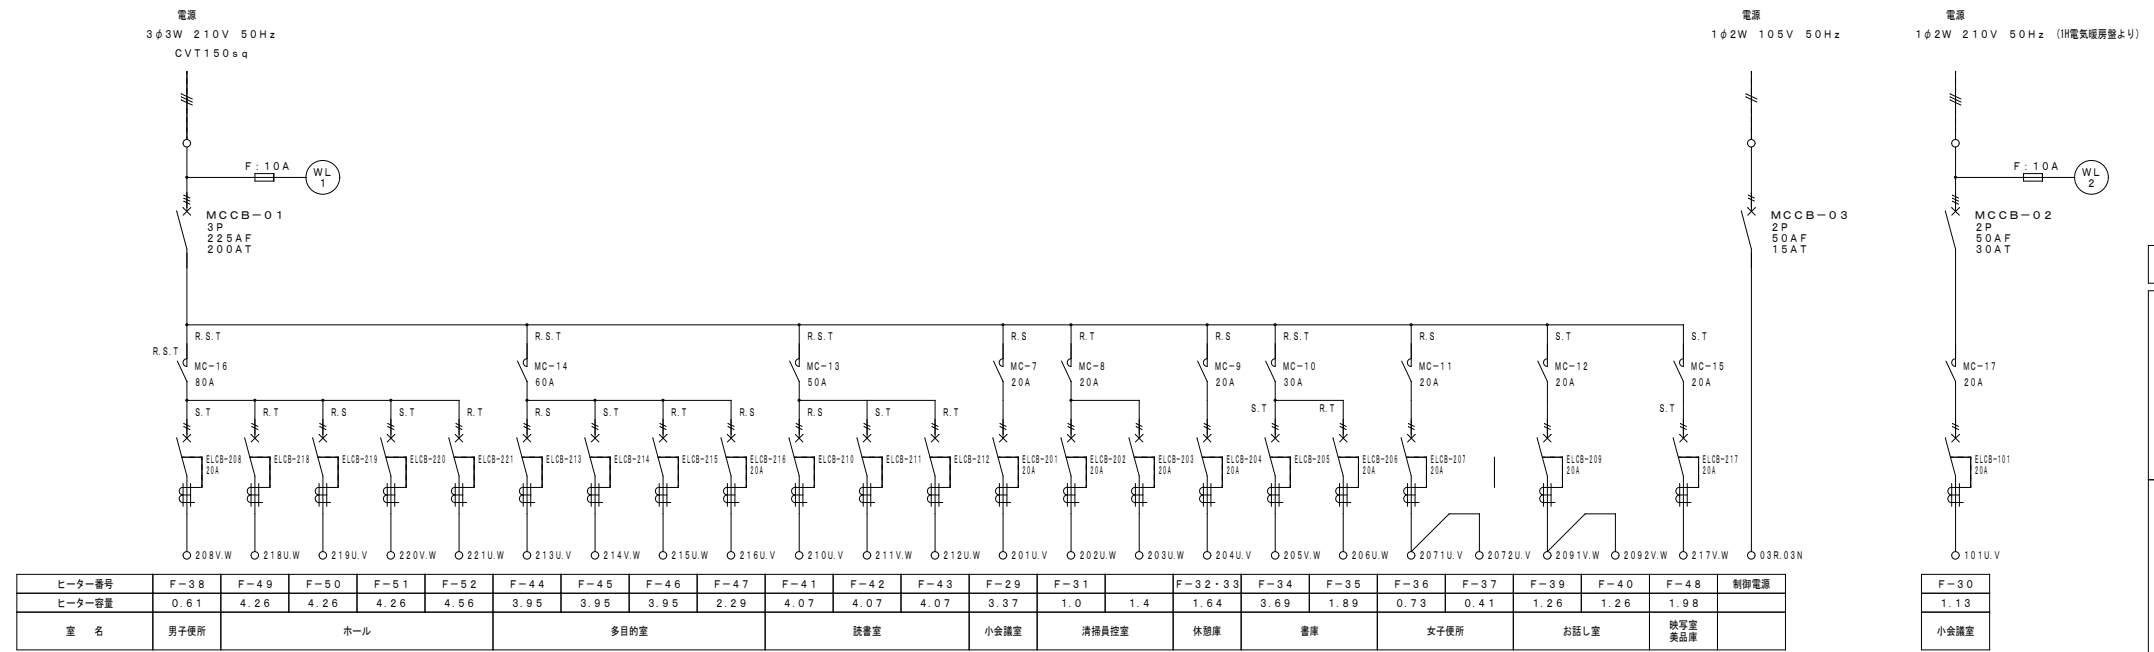 電源
3φ3W 210V 50Hz
CVT150sq
電源
1φ2W 105V 50Hz
電源
1φ2W 210V 50Hz (1H電気暖房盤より)
F:10A
WL
1
F:10A
WL
2
MCCB-01
3P
225AF
200AT
MCCB-03
2P
50AF
15AT
MCCB-02
2P
50AF
30AT
R.S.T R.S.T R.S.T R.S R.T R.S R.S.T R.S S.T S.T
R.S.T
MC-16 MC-14 MC-13 MC-7 MC-8 MC-9 MC-10 MC-11 MC-12 MC-15 MC-17
80A 60A 50A 20A 20A 20A 30A 20A 20A 20A 20A
S.T R.T R.S S.T R.T R.S S.T R.T R.S R.S S.T R.T S.T R.T S.T
ELCB-208 ELCB-218 ELCB-219 ELCB-220 ELCB-221 ELCB-213 ELCB-214 ELCB-215 ELCB-216 ELCB-210 ELCB-211 ELCB-212 ELCB-201 ELCB-202 ELCB-203 ELCB-204 ELCB-205 ELCB-206 ELCB-207 ELCB-209 ELCB-217 ELCB-101
20A 20A 20A 20A 20A 20A 20A 20A 20A 20A 20A
208V.W 218U.W 219U.V 220V.W 221U.W 213U.V 214V.W 215U.W 216U.V 210U.V 211V.W 212U.W 201U.V 202U.W 203U.W 204U.V 205V.W 206U.W 2071U.V 2072U.V 2091V.W 2092V.W 217V.W 03R.03N 101U.V
ヒーター番号 F-38 F-49 F-50 F-51 F-52 F-44 F-45 F-46 F-47 F-41 F-42 F-43 F-29 F-31 F-32・33 F-34 F-35 F-36 F-37 F-39 F-40 F-48 制御電源 F-30
ヒーター容量 0.61 4.26 4.26 4.26 4.56 3.95 3.95 3.95 2.29 4.07 4.07 4.07 3.37 1.0 1.4 1.64 3.69 1.89 0.73 0.41 1.26 1.26 1.98 1.13
室 名 男子便所 ホール 多目的室 読書室 小会議室 清掃員控室 休憩庫 書庫 女子便所 お話し室 映写室 小会議室
美品庫